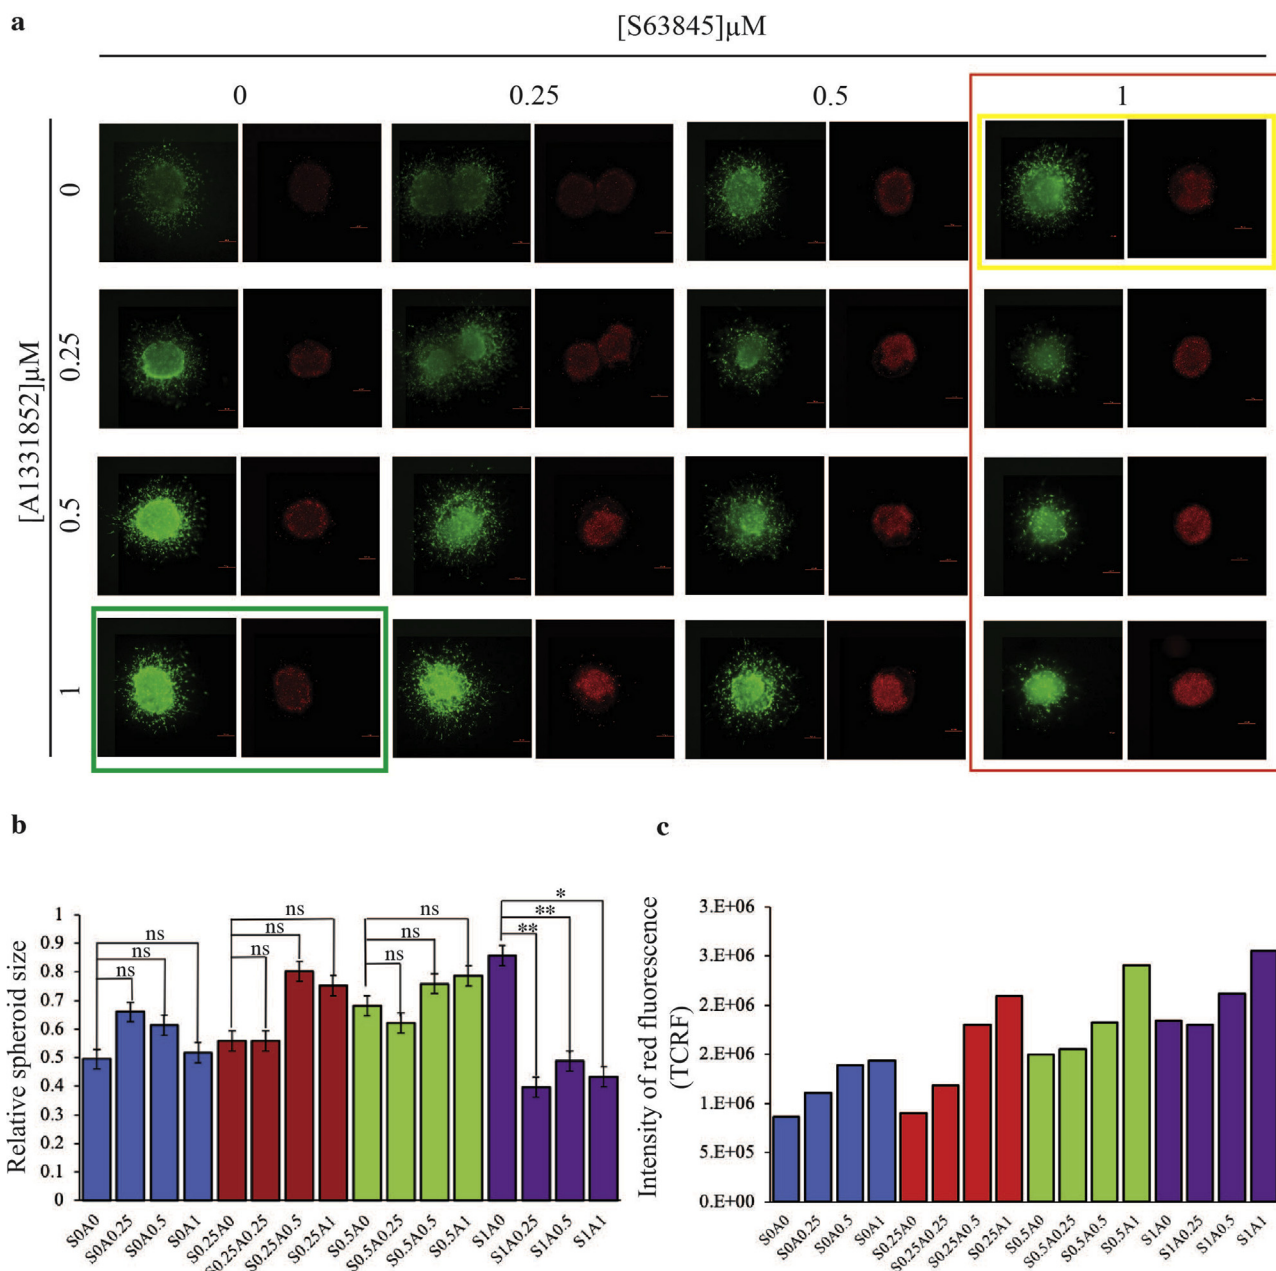 a
[S63845]µM
0 0.25 0.5 1
[A1331852]µM
0
0.25
0.5
1
b
Relative spheroid size
1
0.9
0.8
0.7
0.6
0.5
0.4
0.3
0.2
0.1
0
ns
ns
ns
ns
ns
ns
ns
ns
ns
*
**
**
S0A0
S0A0.25
S0A0.5
S0A1
S0.25A0
S0.25A0.25
S0.25A0.5
S0.25A1
S0.5A0
S0.5A0.25
S0.5A0.5
S0.5A1
S1A0
S1A0.25
S1A0.5
S1A1
c
Intensity of red fluorescence
(TCRF)
3.E+06
3.E+06
2.E+06
2.E+06
1.E+06
5.E+05
0.E+00
S0A0
S0A0.25
S0A0.5
S0A1
S0.25A0
S0.25A0.25
S0.25A0.5
S0.25A1
S0.5A0
S0.5A0.25
S0.5A0.5
S0.5A1
S1A0
S1A0.25
S1A0.5
S1A1